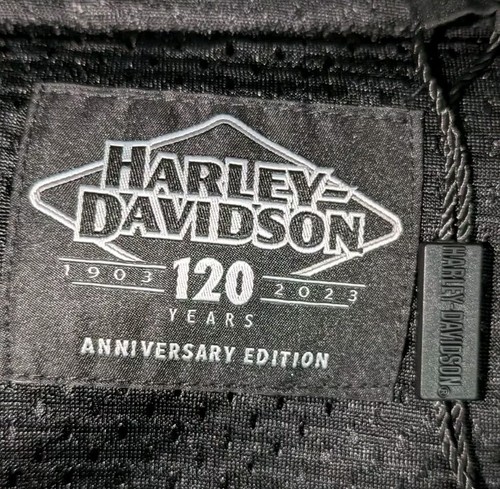 HARLEY-
DAVIDSON
1903 120 2023
YEARS
ANNIVERSARY EDITION
HARLEY-DAVIDSON®